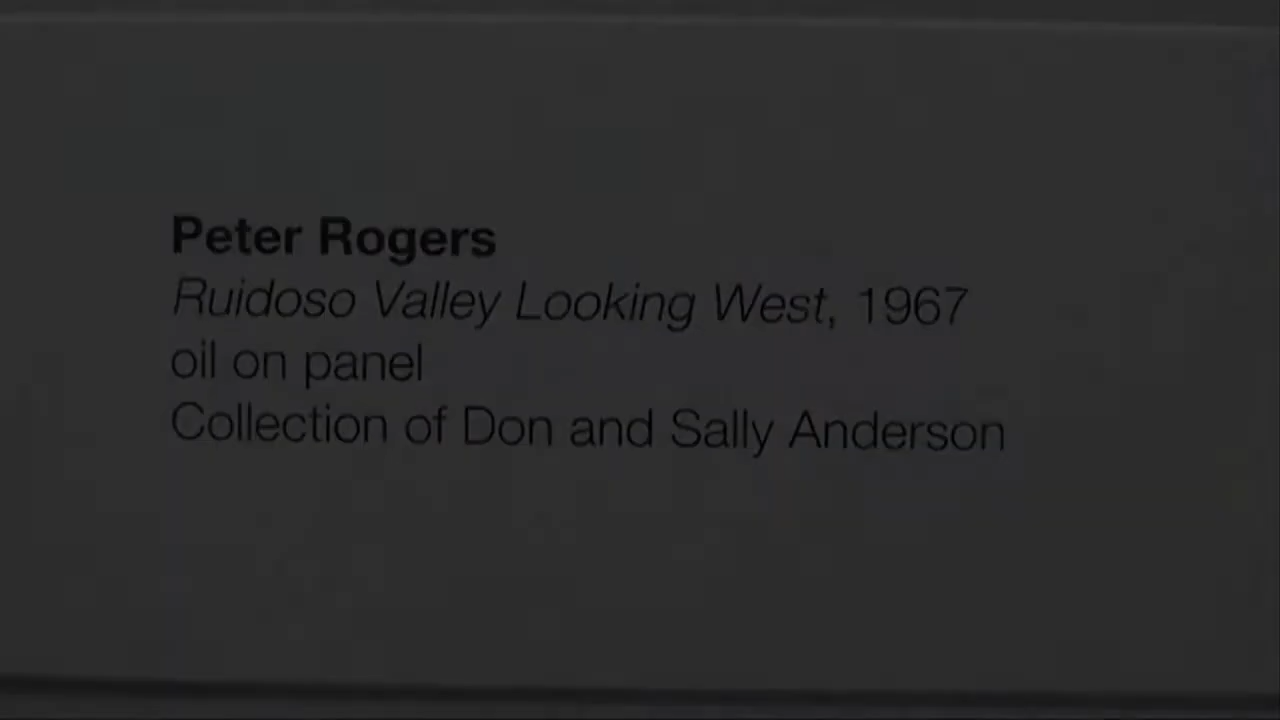 Peter Rogers
Ruidoso Valley Looking West, 1967
oil on panel
Collection of Don and Sally Anderson